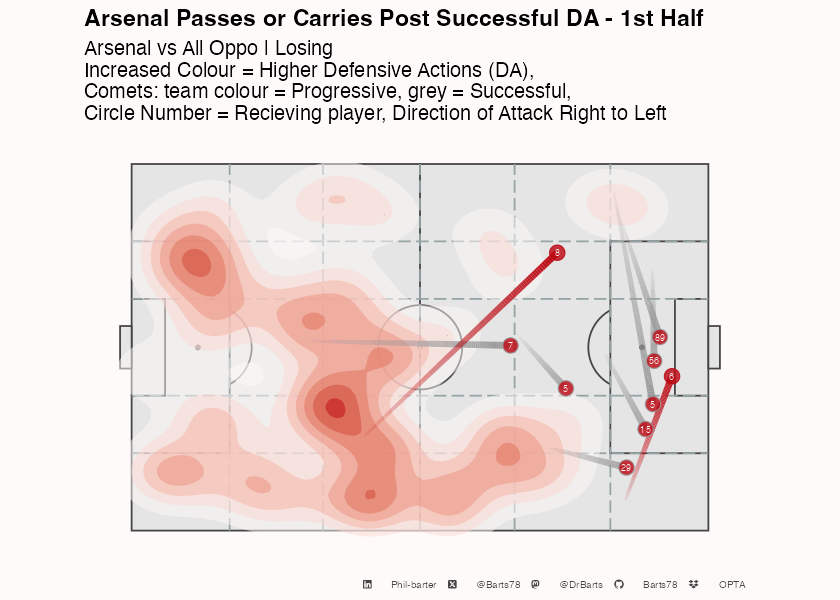 Arsenal Passes or Carries Post Successful DA - 1st Half
Arsenal vs All Oppo | Losing
Increased Colour = Higher Defensive Actions (DA),
Comets: team colour = Progressive, grey = Successful,
Circle Number = Recieving player, Direction of Attack Right to Left
8
89
7
56
6
5
5
15
29
Phil-barter @Barts78 @DrBarts Barts78 OPTA